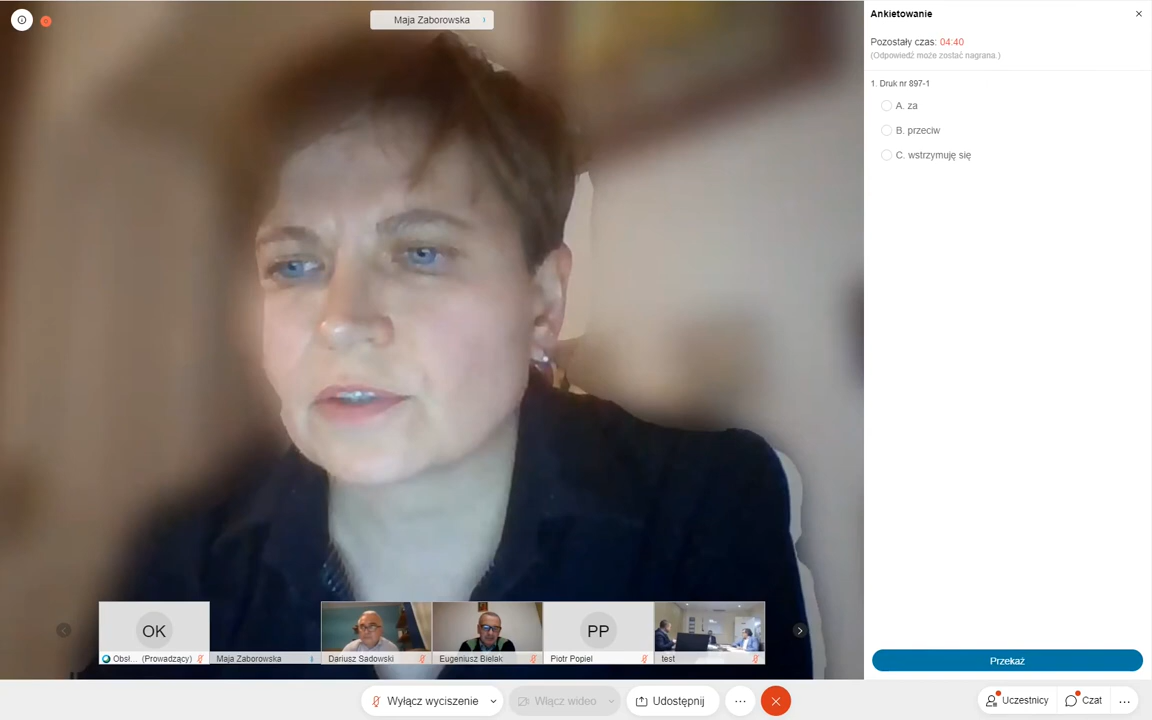 Maja Zaborowska
Ankietowanie
Pozostały czas: 04:40
(Odpowiedź może zostać nagrana.)
1. Druk nr 897-1
A. za
B. przeciw
C. wstrzymuję się
OK
PP
Obsł... (Prowadzący)
Maja Zaborowska
Dariusz Sadowski
Eugeniusz Bielak
Piotr Popiel
test
Przekaż
Wyłącz wyciszenie
Włącz wideo
Udostępnij
Uczestnicy
Czat